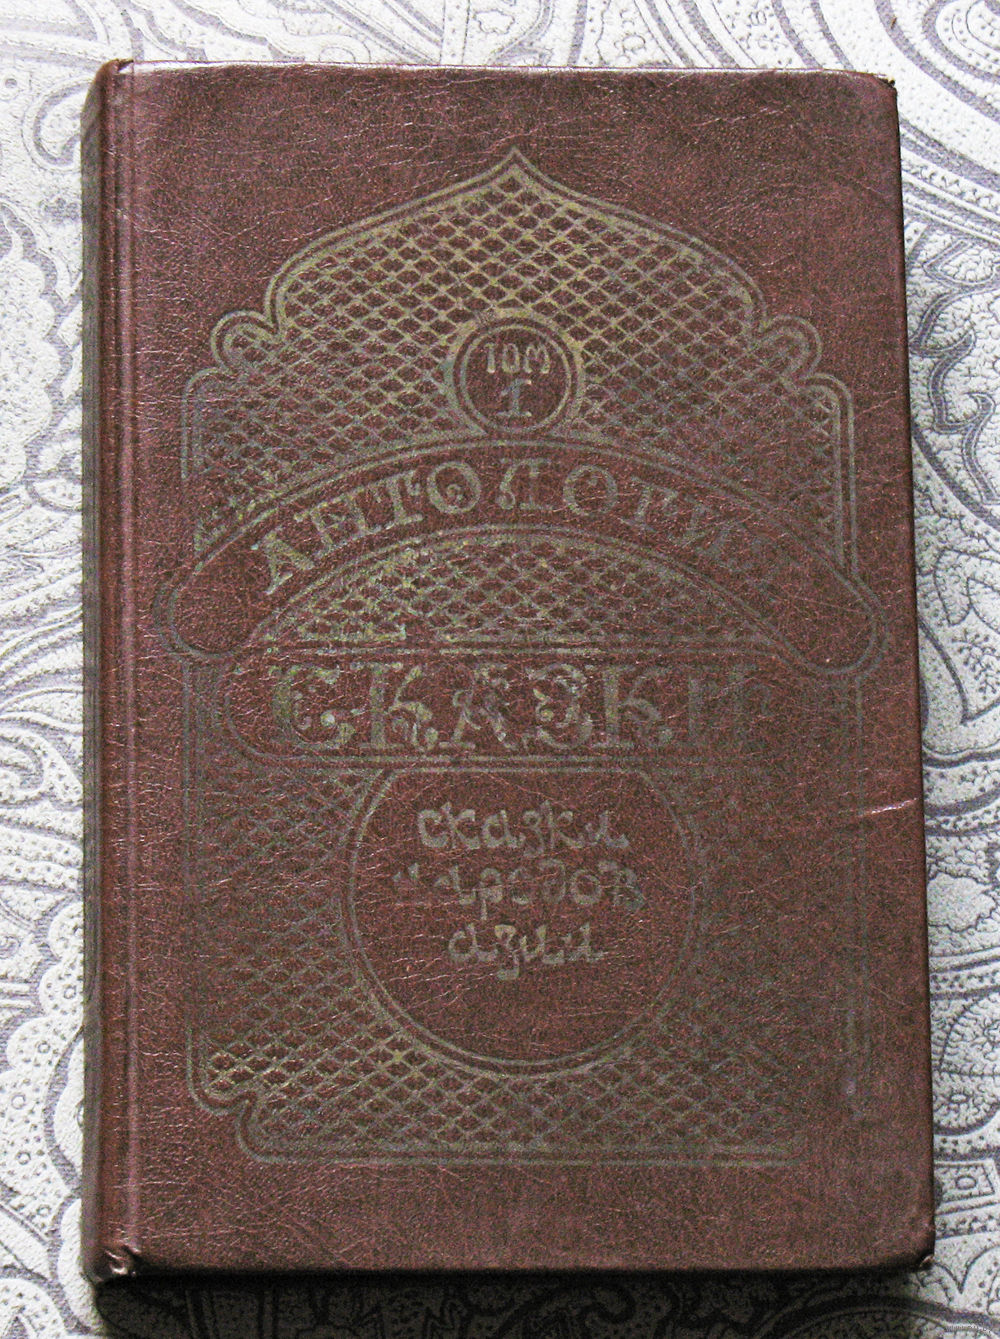 ТОМ
1
АНТОЛОГИЯ
СКАЗКИ
сказки
народов
азии